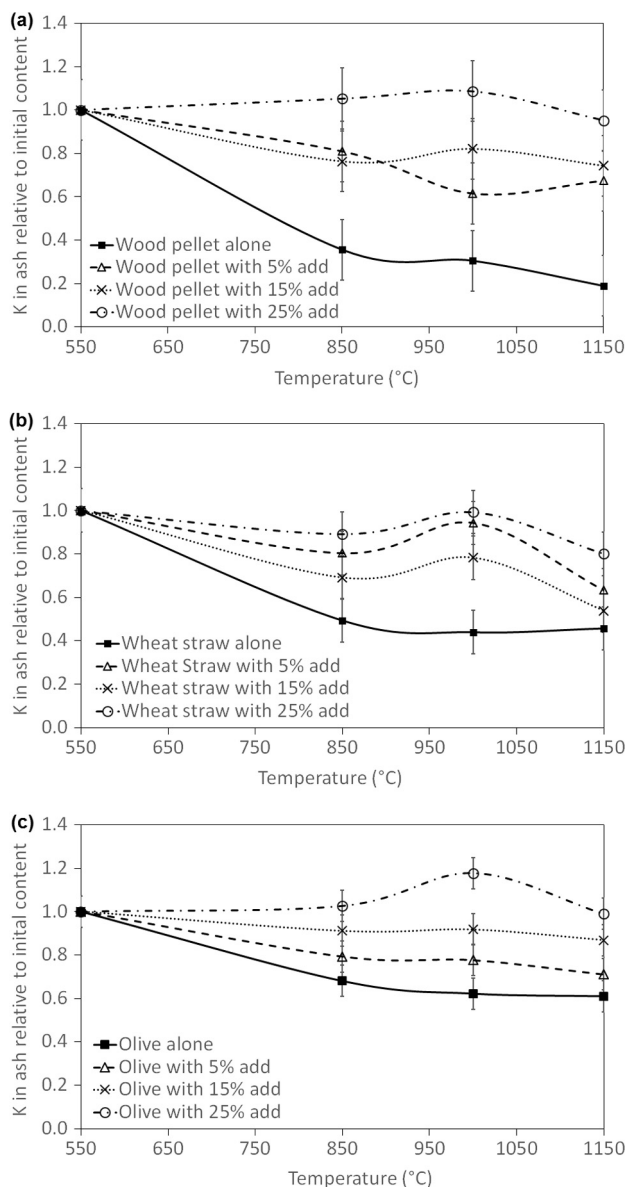 (a)
1.4
1.2
1.0
0.8
0.6
0.4
0.2
0.0
K in ash relative to initial content
Wood pellet alone
Wood pellet with 5% add
Wood pellet with 15% add
Wood pellet with 25% add
550 650 750 850 950 1050 1150
Temperature (°C)
(b)
1.4
1.2
1.0
0.8
0.6
0.4
0.2
0.0
K in ash relative to initial content
Wheat straw alone
Wheat Straw with 5% add
Wheat straw with 15% add
Wheat straw with 25% add
550 650 750 850 950 1050 1150
Temperature (°C)
(c)
1.4
1.2
1.0
0.8
0.6
0.4
0.2
0.0
K in ash relative to inital content
Olive alone
Olive with 5% add
Olive with 15% add
Olive with 25% add
550 650 750 850 950 1050 1150
Temperature (°C)